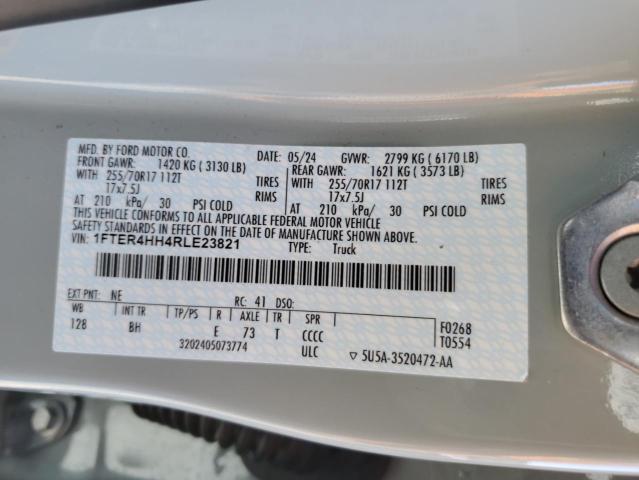 MFD. BY FORD MOTOR CO.
DATE: 05/24 GVWR: 2799 KG ( 6170 LB)
FRONT GAWR: 1420 KG ( 3130 LB)
REAR GAWR: 1621 KG ( 3573 LB)
WITH 255/70R17 112T TIRES
WITH 255/70R17 112T TIRES
17x7.5J RIMS
17x7.5J RIMS
AT 210 kPa/ 30 PSI COLD
AT 210 kPa/ 30 PSI COLD
THIS VEHICLE CONFORMS TO ALL APPLICABLE FEDERAL MOTOR VEHICLE
SAFETY STANDARDS IN EFFECT ON THE DATE OF MANUFACTURE SHOWN ABOVE.
VIN: 1FTER4HH4RLE23821 TYPE: Truck
EXT PNT: NE RC: 41 DSO:
WB INT TR TP/PS R AXLE TR SPR F0268
128 BH E 73 T CCCC T0554
3202405073774 ULC ▽ 5U5A-3520472-AA